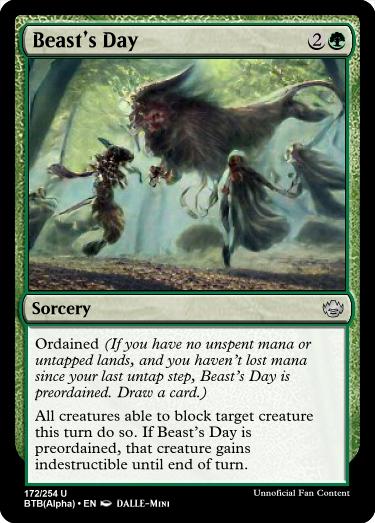 Beast's Day 2
Sorcery
Ordained (If you have no unspent mana or
untapped lands, and you haven't lost mana
since your last untap step, Beast's Day is
preordained. Draw a card.)
All creatures able to block target creature
this turn do so. If Beast's Day is
preordained, that creature gains
indestructible until end of turn.
172/254 U
Unofficial Fan Content
BTB(Alpha) • EN DALLE-Mini